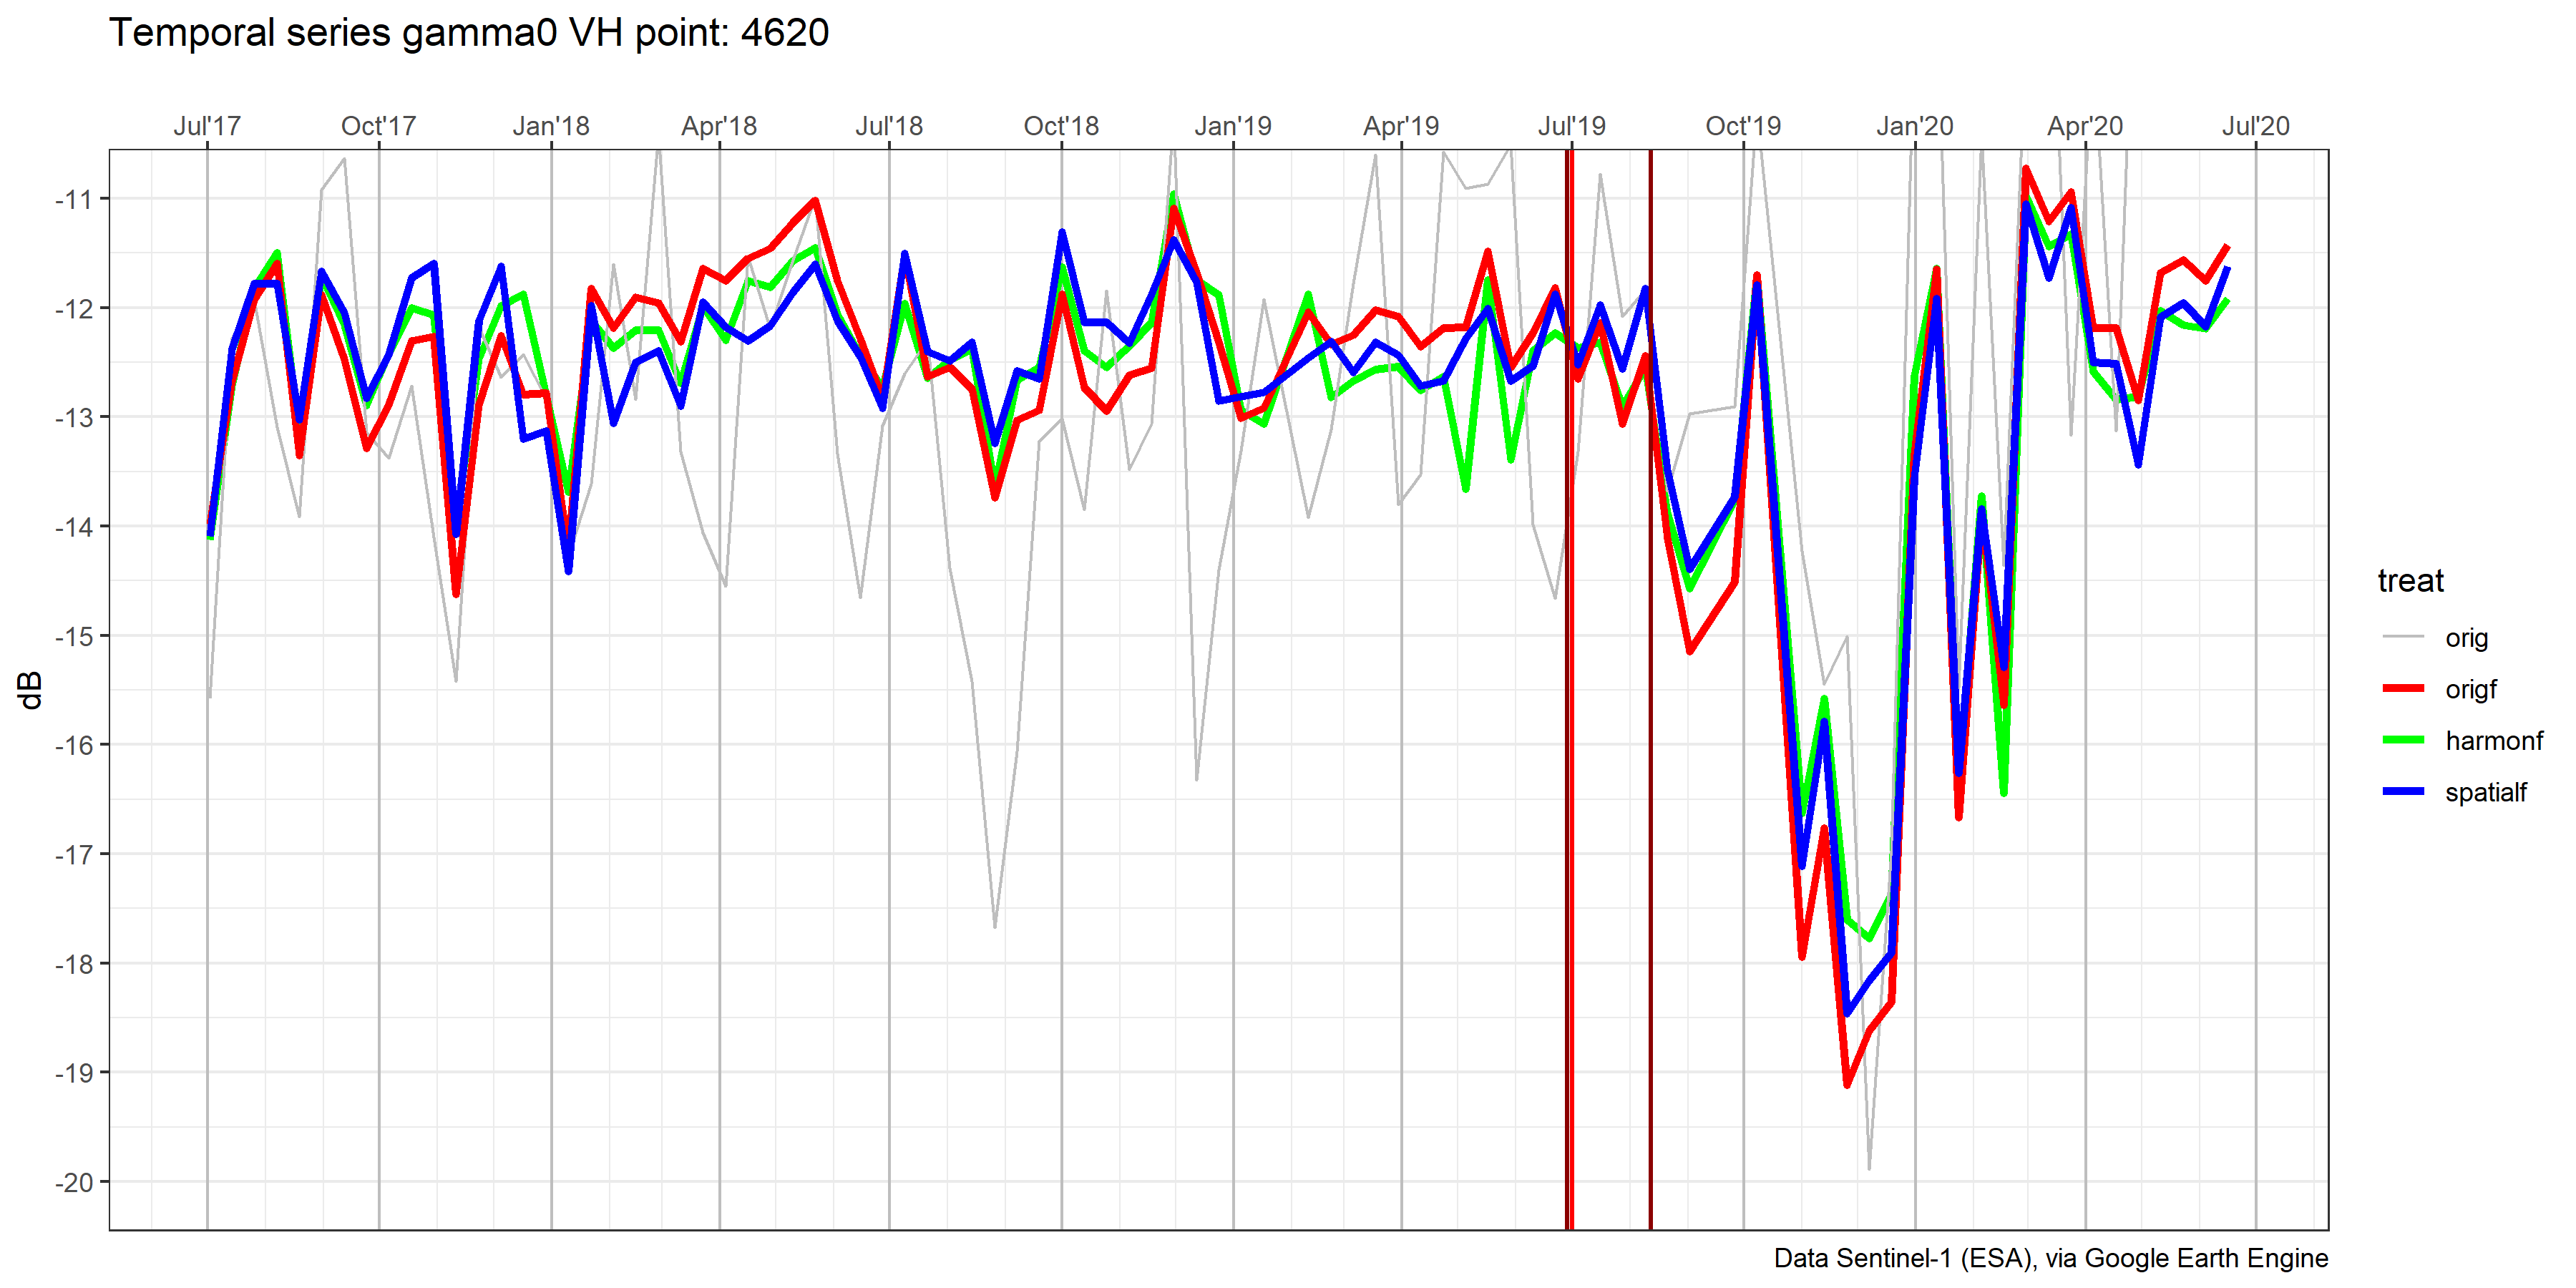 Temporal series gamma0 VH point: 4620
Jul'17 Oct'17 Jan'18 Apr'18 Jul'18 Oct'18 Jan'19 Apr'19 Jul'19 Oct'19 Jan'20 Apr'20 Jul'20
-11
-12
-13
-14
-15
-16
-17
-18
-19
-20
dB
treat
orig
origf
harmonf
spatialf
Data Sentinel-1 (ESA), via Google Earth Engine